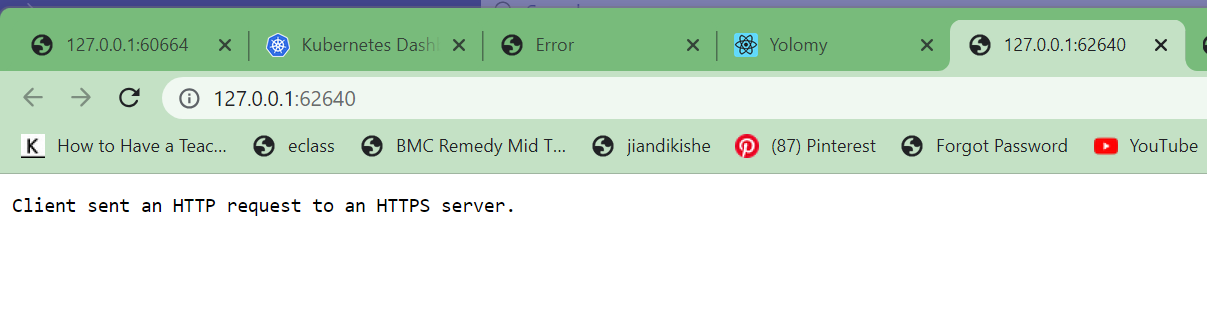 127.0.0.1:60664 Kubernetes Dash Error Yolomy 127.0.0.1:62640
127.0.0.1:62640
K How to Have a Teac... eclass BMC Remedy Mid T... jiandikishe (87) Pinterest Forgot Password YouTube
Client sent an HTTP request to an HTTPS server.